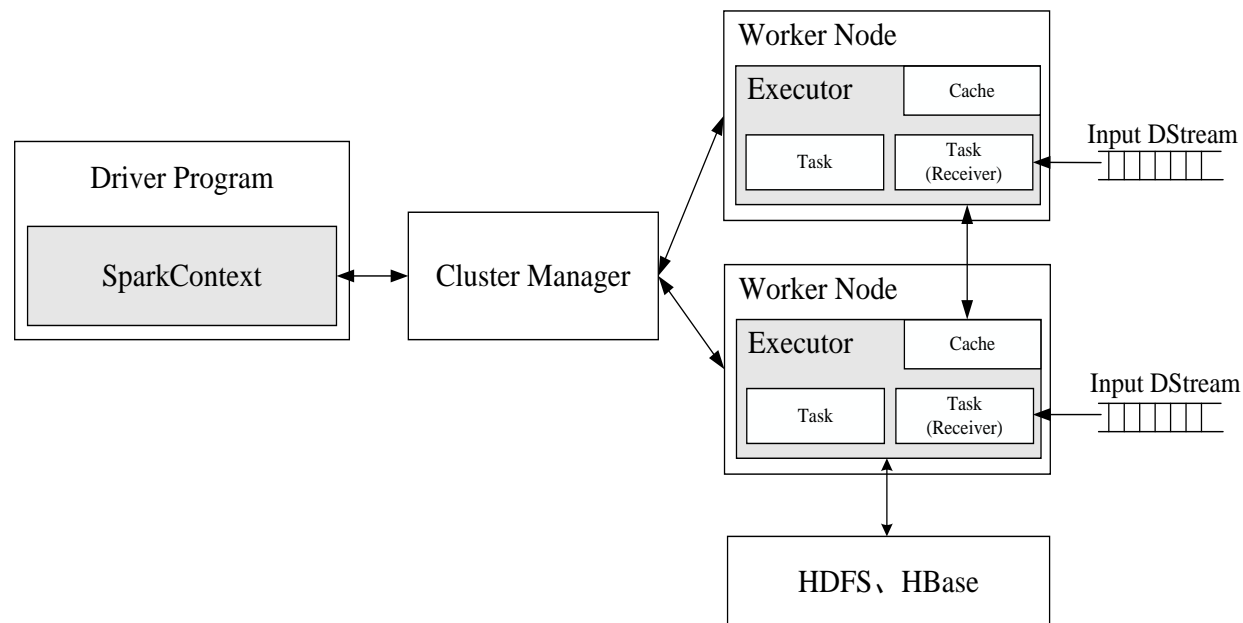 Driver Program
SparkContext
Cluster Manager
Worker Node
Executor
Cache
Task
Task
(Receiver)
Input DStream
Worker Node
Executor
Cache
Task
Task
(Receiver)
Input DStream
HDFS、HBase